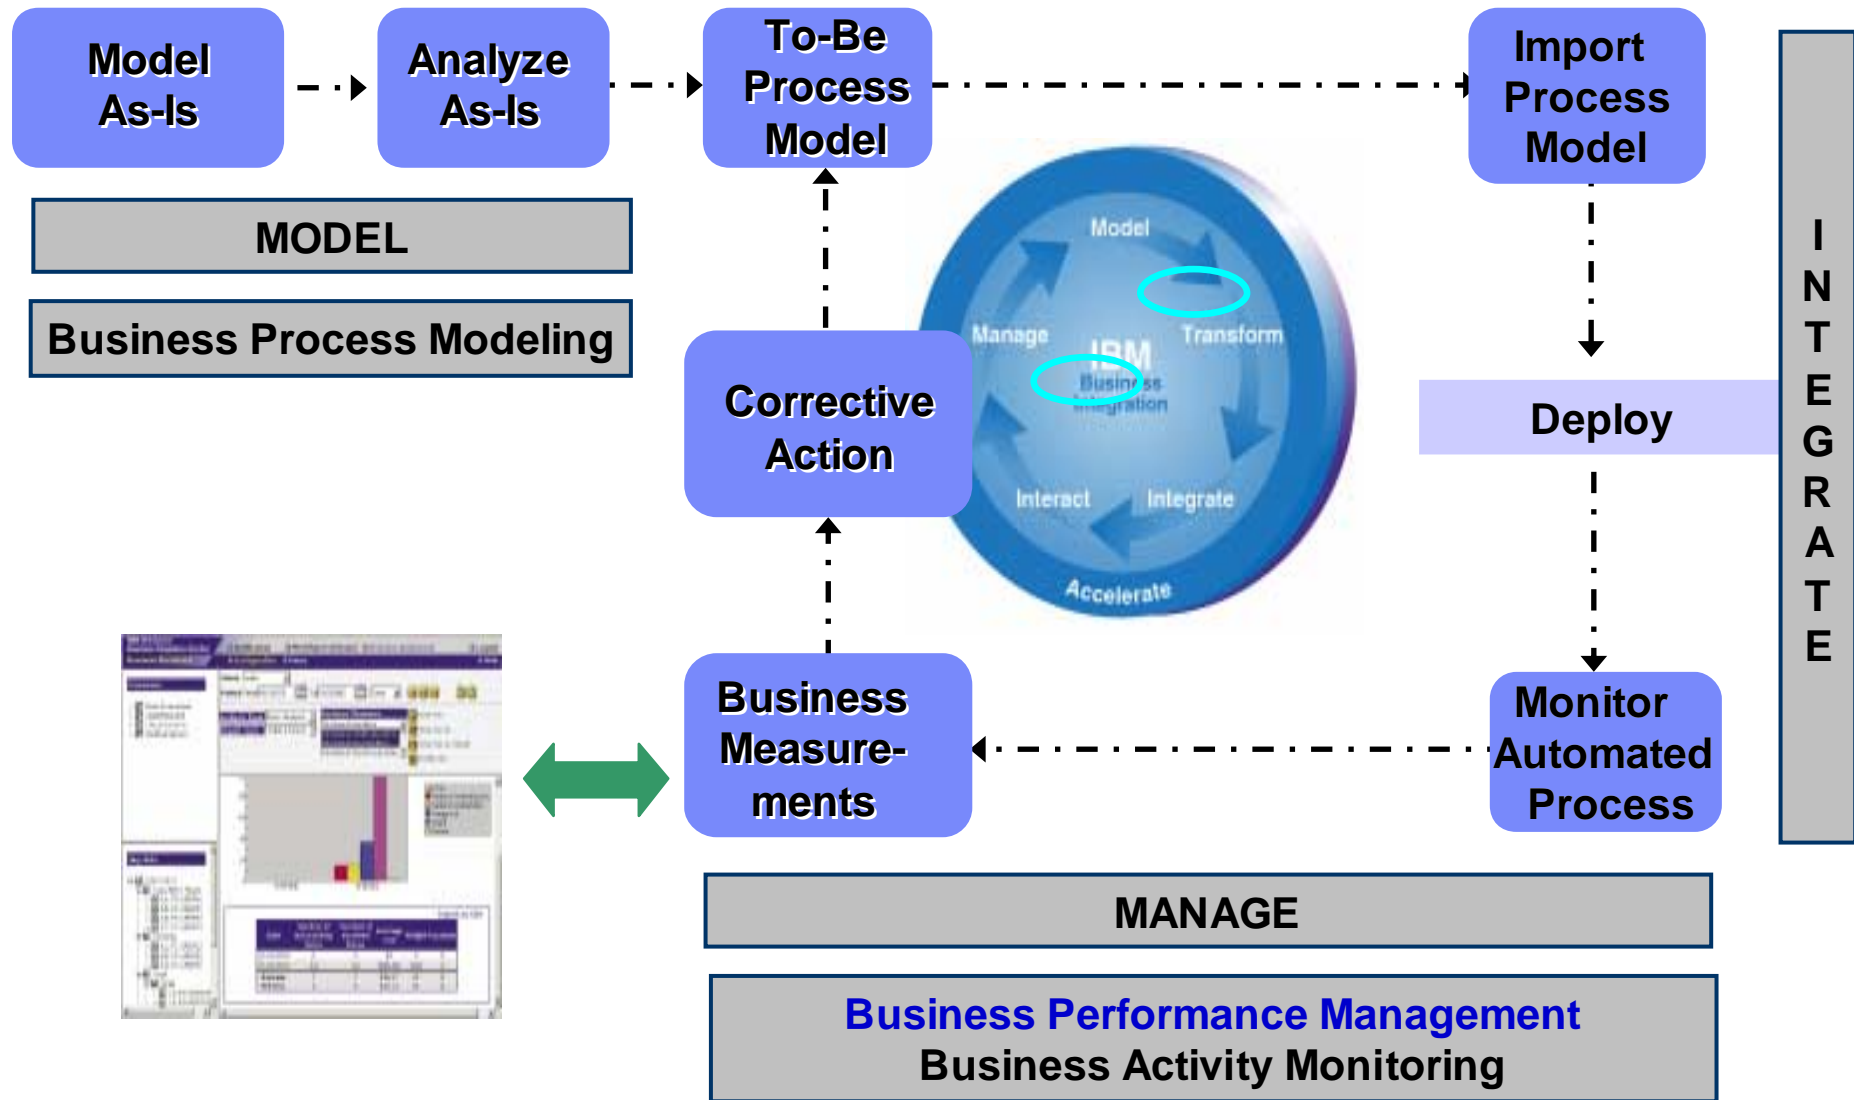 Model
As-Is
Analyze
As-Is
To-Be
Process
Model
Import
Process
Model
MODEL
Business Process Modeling
Model
Transform
Manage
IBM
Business
Integration
Interact
Integrate
Accelerate
Corrective
Action
Deploy
I
N
T
E
G
R
A
T
E
Business
Measure-
ments
Monitor
Automated
Process
MANAGE
Business Performance Management
Business Activity Monitoring